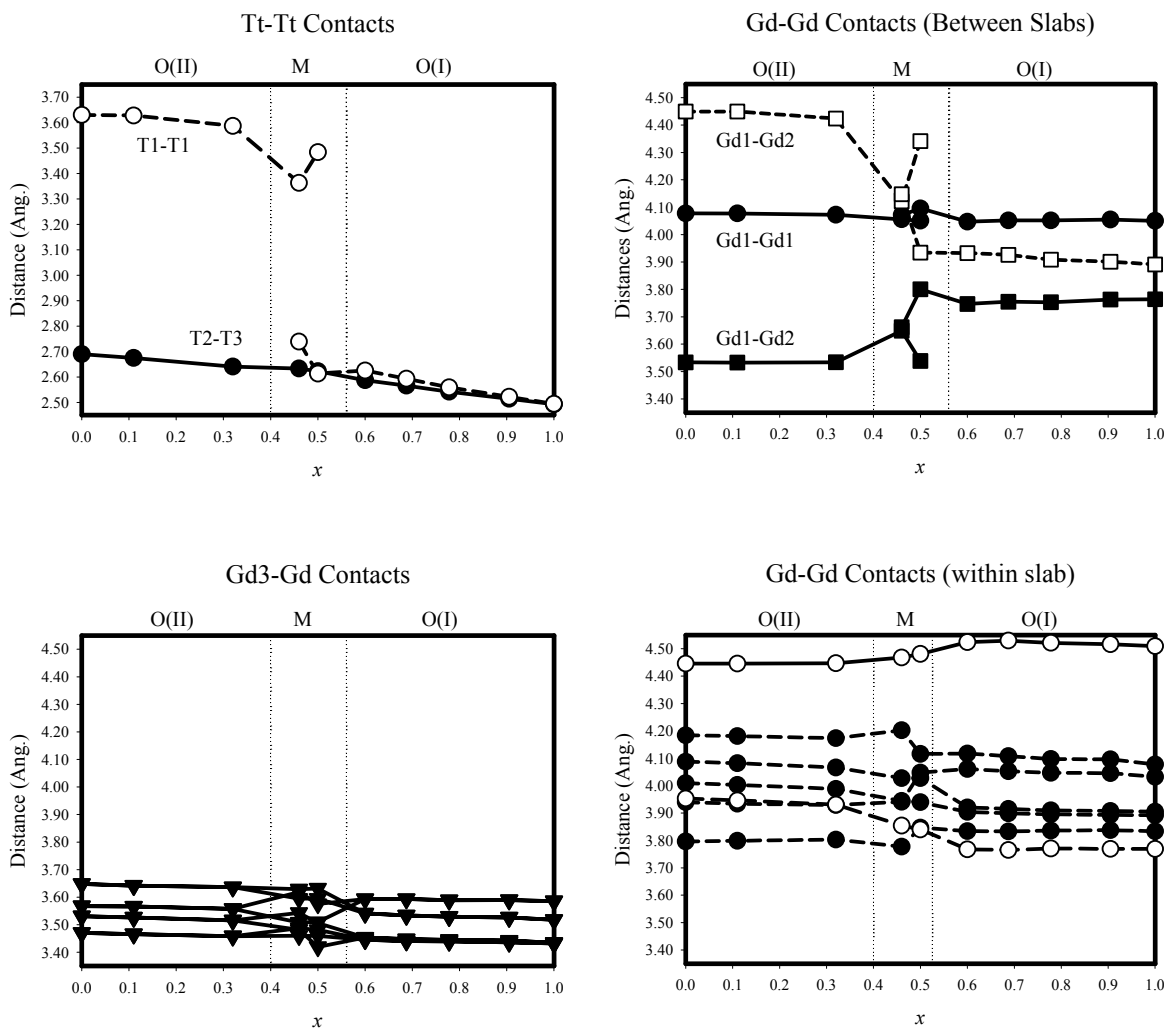 Tt-Tt Contacts
O(II) M O(I)
3.70
3.60
3.50
3.40
3.30
3.20
3.10
3.00
2.90
2.80
2.70
2.60
2.50
Distance (Ang.)
T1-T1
T2-T3
0.0 0.1 0.2 0.3 0.4 0.5 0.6 0.7 0.8 0.9 1.0
x
Gd-Gd Contacts (Between Slabs)
O(II) M O(I)
4.50
4.40
4.30
4.20
4.10
4.00
3.90
3.80
3.70
3.60
3.50
3.40
Distances (Ang.)
Gd1-Gd2
Gd1-Gd1
Gd1-Gd2
0.0 0.1 0.2 0.3 0.4 0.5 0.6 0.7 0.8 0.9 1.0
x
Gd3-Gd Contacts
O(II) M O(I)
4.50
4.40
4.30
4.20
4.10
4.00
3.90
3.80
3.70
3.60
3.50
3.40
Distance (Ang.)
0.0 0.1 0.2 0.3 0.4 0.5 0.6 0.7 0.8 0.9 1.0
x
Gd-Gd Contacts (within slab)
O(II) M O(I)
4.50
4.40
4.30
4.20
4.10
4.00
3.90
3.80
3.70
3.60
3.50
3.40
Distance (Ang.)
0.0 0.1 0.2 0.3 0.4 0.5 0.6 0.7 0.8 0.9 1.0
x